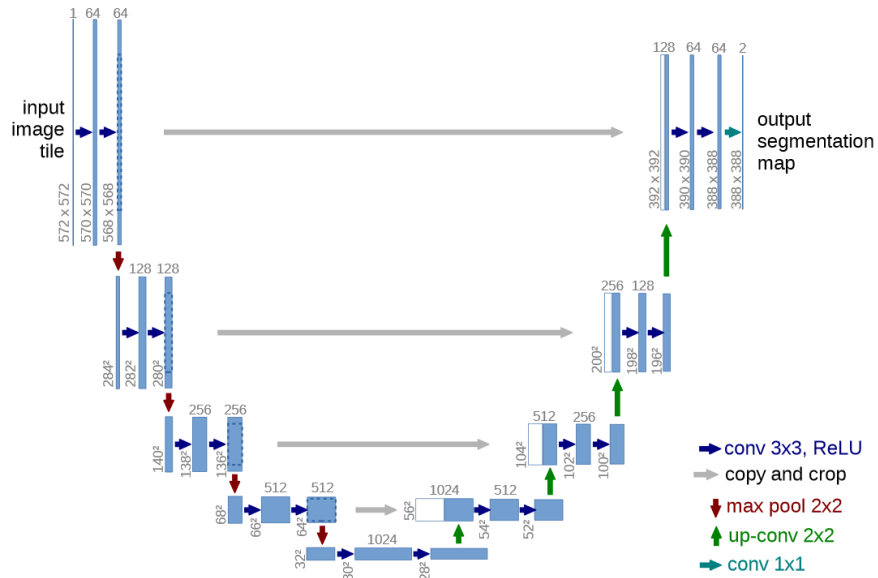 1 64 64
128 64 64 2
input
image
tile
output
segmentation
map
572 x 572
570 x 570
568 x 568
392 x 392
390 x 390
388 x 388
388 x 388
128 128
256 128
284²
282²
280²
200²
198²
196²
256 256
512 256
140²
138²
136²
104²
102²
100²
512 512
1024 512
68²
66²
64²
56²
54²
52²
1024
32²
30²
28²
conv 3x3, ReLU
copy and crop
max pool 2x2
up-conv 2x2
conv 1x1